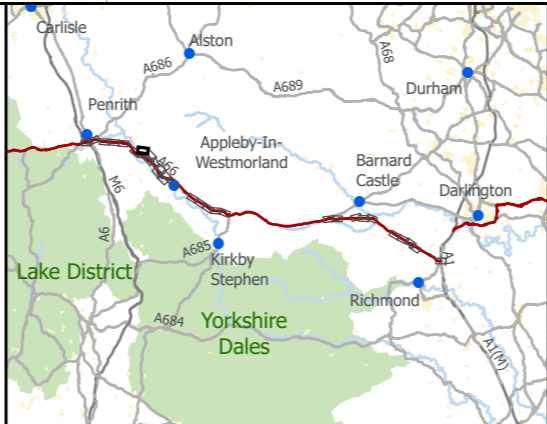 Carlisle
Alston
A68
A686
A689
Durham
Penrith
Appleby-In-
Westmorland
A66
Barnard
Castle
Darlington
M6
A6
A685
Kirkby
Stephen
A1
Lake District
Richmond
A684
Yorkshire
Dales
A1(M)